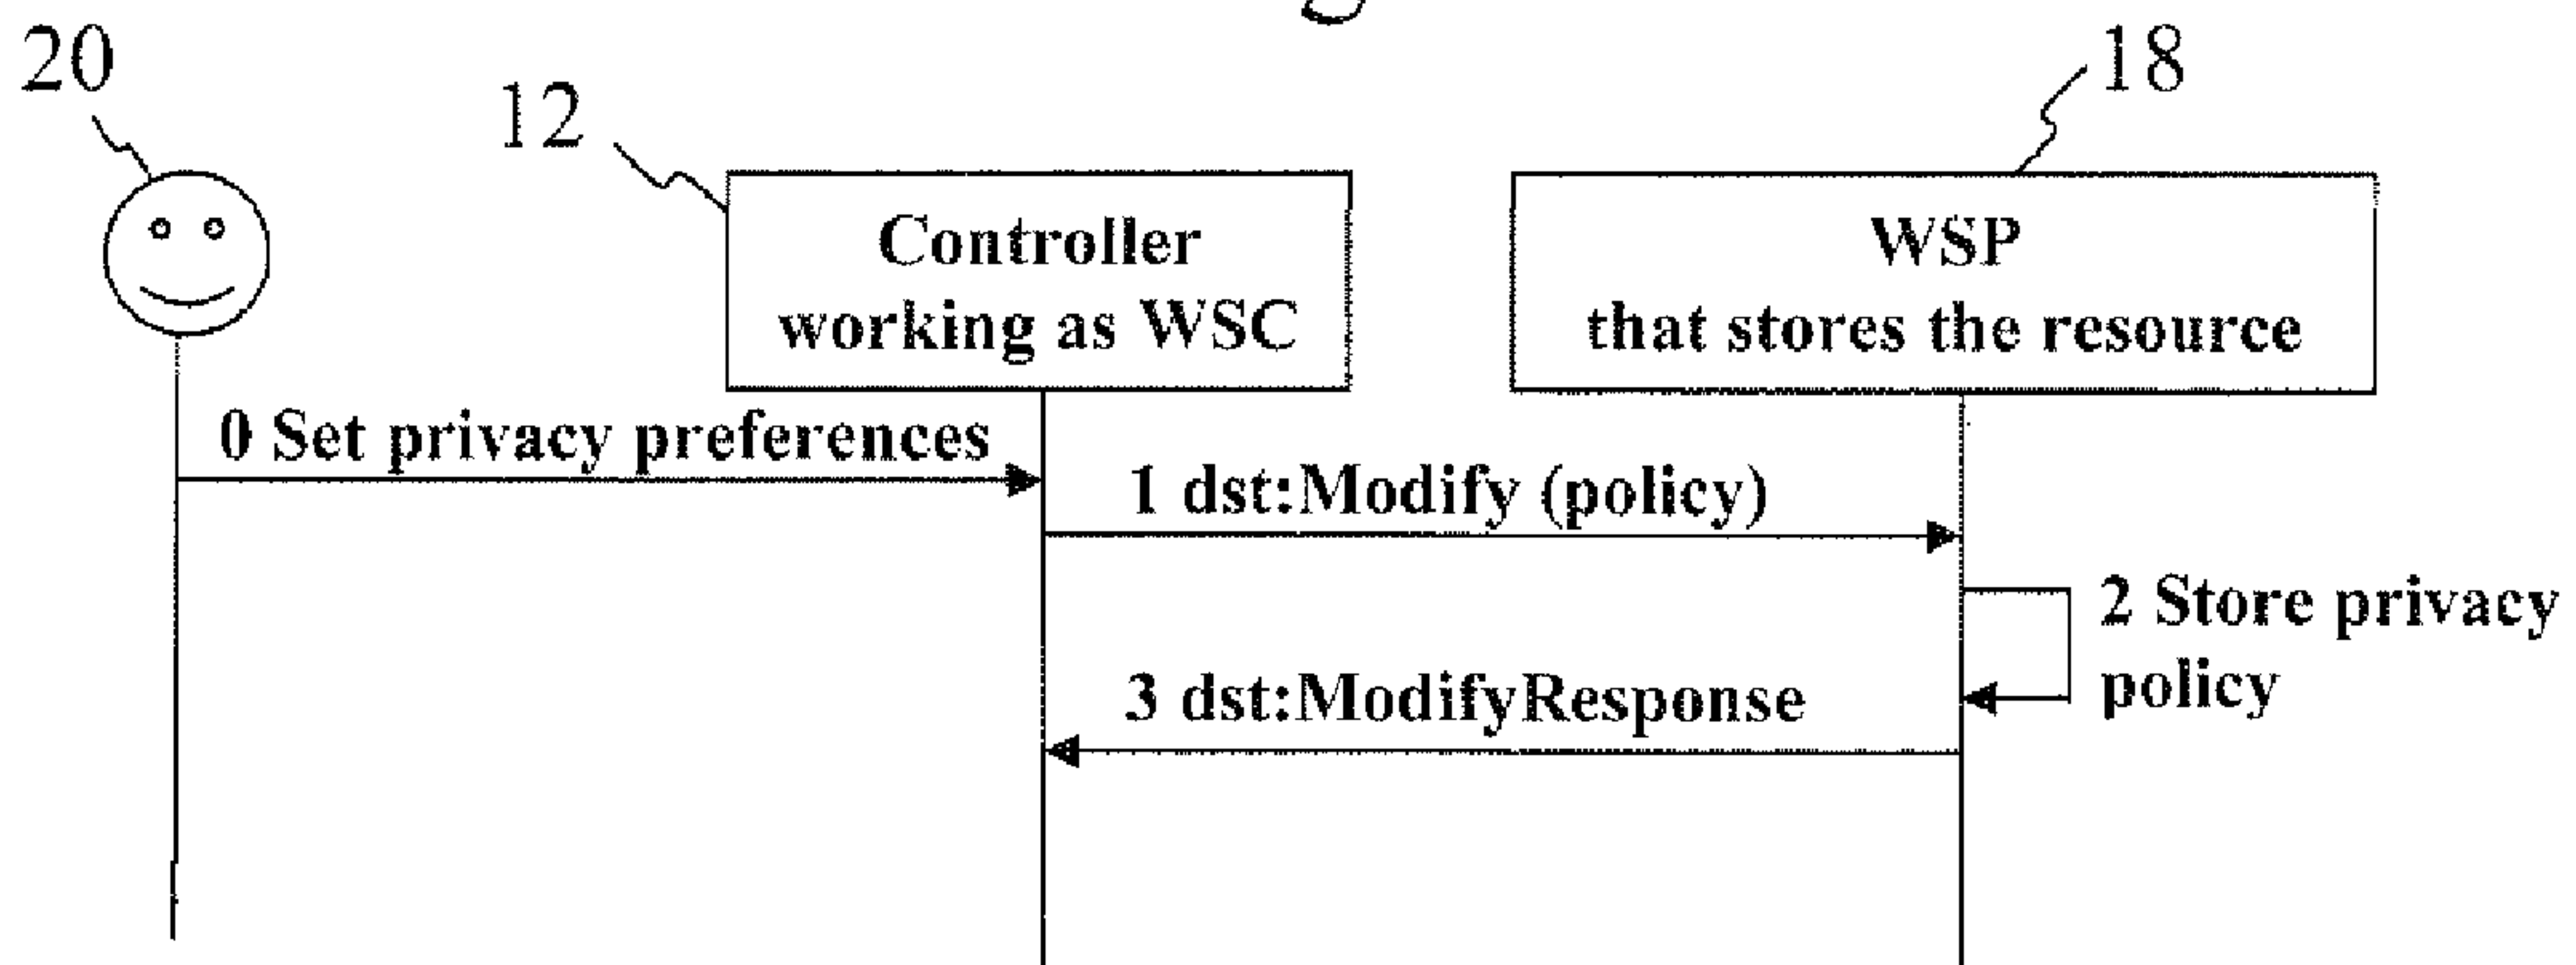 20
12
18
Controller
working as WSC
WSP
that stores the resource
0 Set privacy preferences
1 dst:Modify (policy)
2 Store privacy
policy
3 dst:ModifyResponse